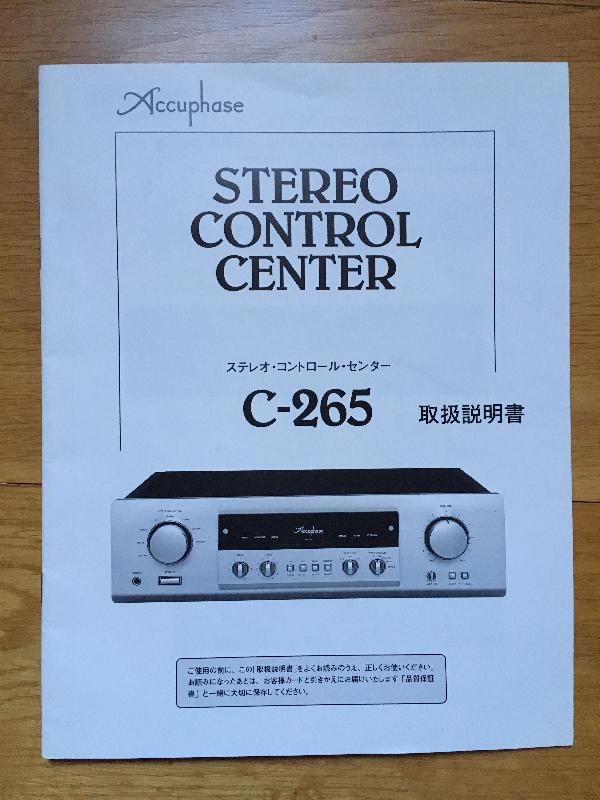 Accuphase
STEREO
CONTROL
CENTER
ステレオ・コントロール・センター
C-265
取扱説明書
Accuphase
ご使用の前に、この「取扱説明書」をよくお読みのうえ、正しくお使いください。
お読みになったあとは、お客様カードと引きかえにお届けいたします「品質保証
書」と一緒に大切に保存してください。